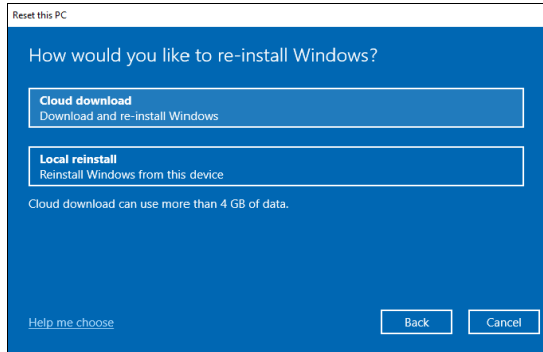 Reset this PC
How would you like to re-install Windows?
Cloud download
Download and re-install Windows
Local reinstall
Reinstall Windows from this device
Cloud download can use more than 4 GB of data.
Help me choose
Back
Cancel